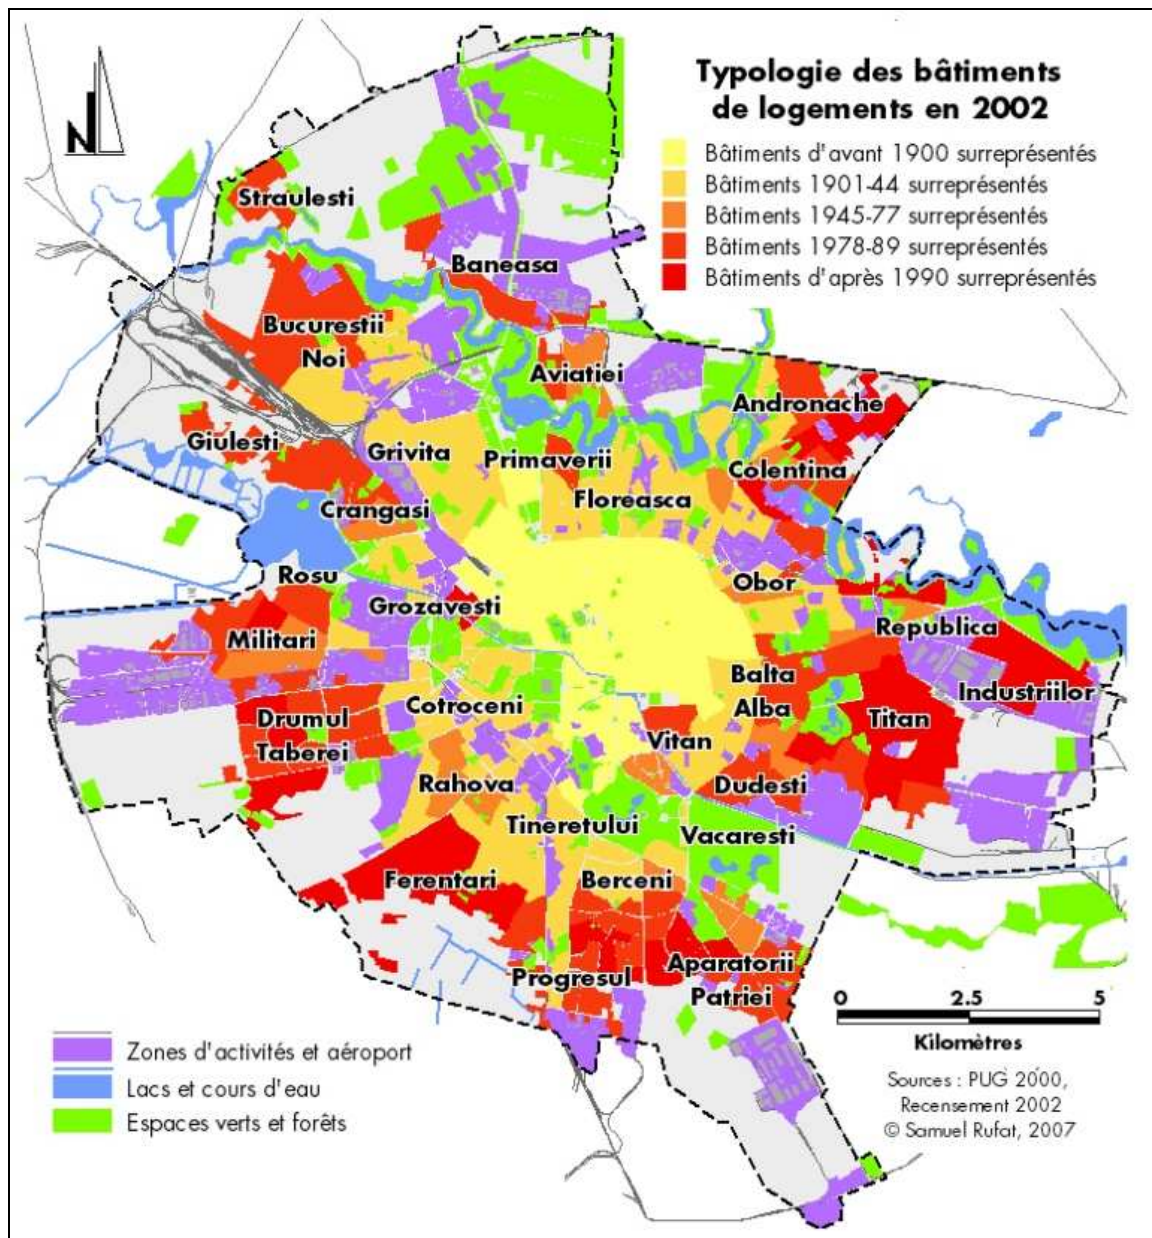 Typologie des bâtiments
de logements en 2002
Bâtiments d'avant 1900 surreprésentés
Bâtiments 1901-44 surreprésentés
Bâtiments 1945-77 surreprésentés
Bâtiments 1978-89 surreprésentés
Bâtiments d'après 1990 surreprésentés
N
Straulesti
Baneasa
Bucurestii
Noi
Aviatiei
Andronache
Giulesti
Grivita
Primaverii
Colentina
Floreasca
Crangasi
Rosu
Obor
Grozavesti
Militari
Republica
Balta
Alba
Industriilor
Cotroceni
Drumul
Taberei
Titan
Vitan
Rahova
Dudesti
Tineretului
Vacaresti
Ferentari
Berceni
Progresul
Aparatorii
Patriei
0 2.5 5
Kilomètres
Zones d'activités et aéroport
Lacs et cours d'eau
Espaces verts et forêts
Sources : PUG 2000,
Recensement 2002
© Samuel Rufat, 2007